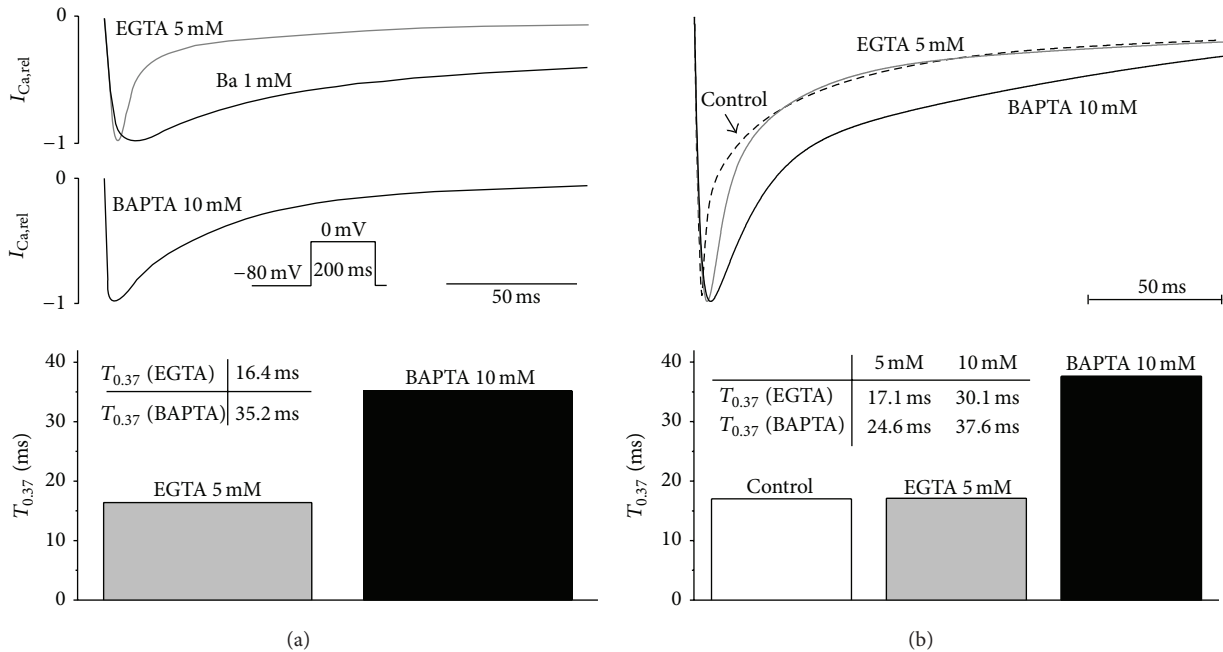 0
EGTA 5 mM
I_Ca,rel
Ba 1 mM
−1
0
BAPTA 10 mM
I_Ca,rel
0 mV
−80 mV
200 ms
50 ms
−1
40
T_0.37 (EGTA) 16.4 ms
T_0.37 (BAPTA) 35.2 ms
BAPTA 10 mM
30
T_0.37 (ms)
20
EGTA 5 mM
10
0
(a)
EGTA 5 mM
Control
BAPTA 10 mM
50 ms
40
5 mM 10 mM
T_0.37 (EGTA) 17.1 ms 30.1 ms
T_0.37 (BAPTA) 24.6 ms 37.6 ms
BAPTA 10 mM
30
T_0.37 (ms)
20
Control
EGTA 5 mM
10
0
(b)